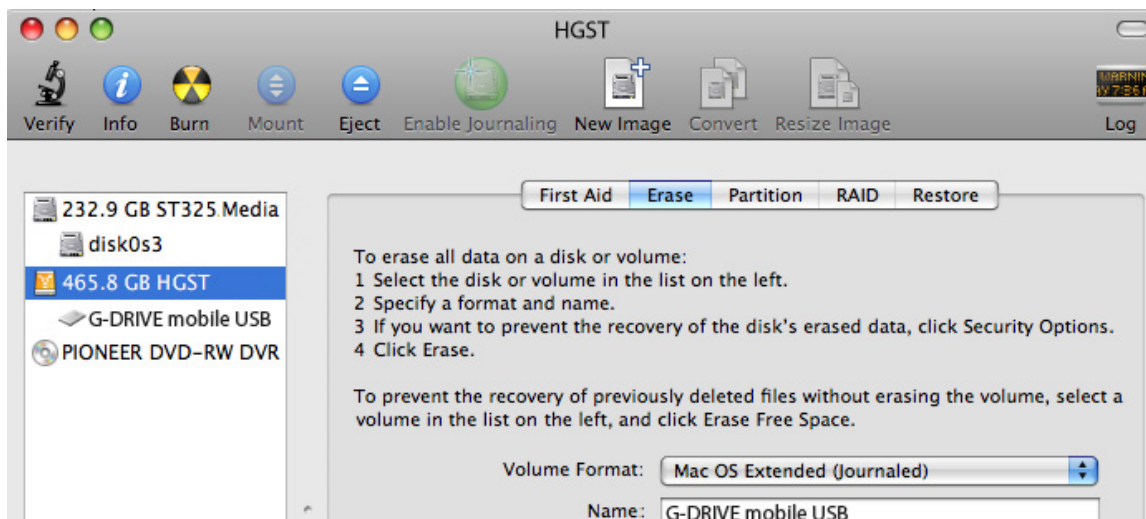 HGST
Verify Info Burn Mount Eject Enable Journaling New Image Convert Resize Image Log
WARNIN
First Aid Erase Partition RAID Restore
232.9 GB ST325 Media
disk0s3
465.8 GB HGST
G-DRIVE mobile USB
PIONEER DVD-RW DVR
To erase all data on a disk or volume:
1 Select the disk or volume in the list on the left.
2 Specify a format and name.
3 If you want to prevent the recovery of the disk's erased data, click Security Options.
4 Click Erase.
To prevent the recovery of previously deleted files without erasing the volume, select a
volume in the list on the left, and click Erase Free Space.
Volume Format: Mac OS Extended (Journaled)
Name: G-DRIVE mobile USB